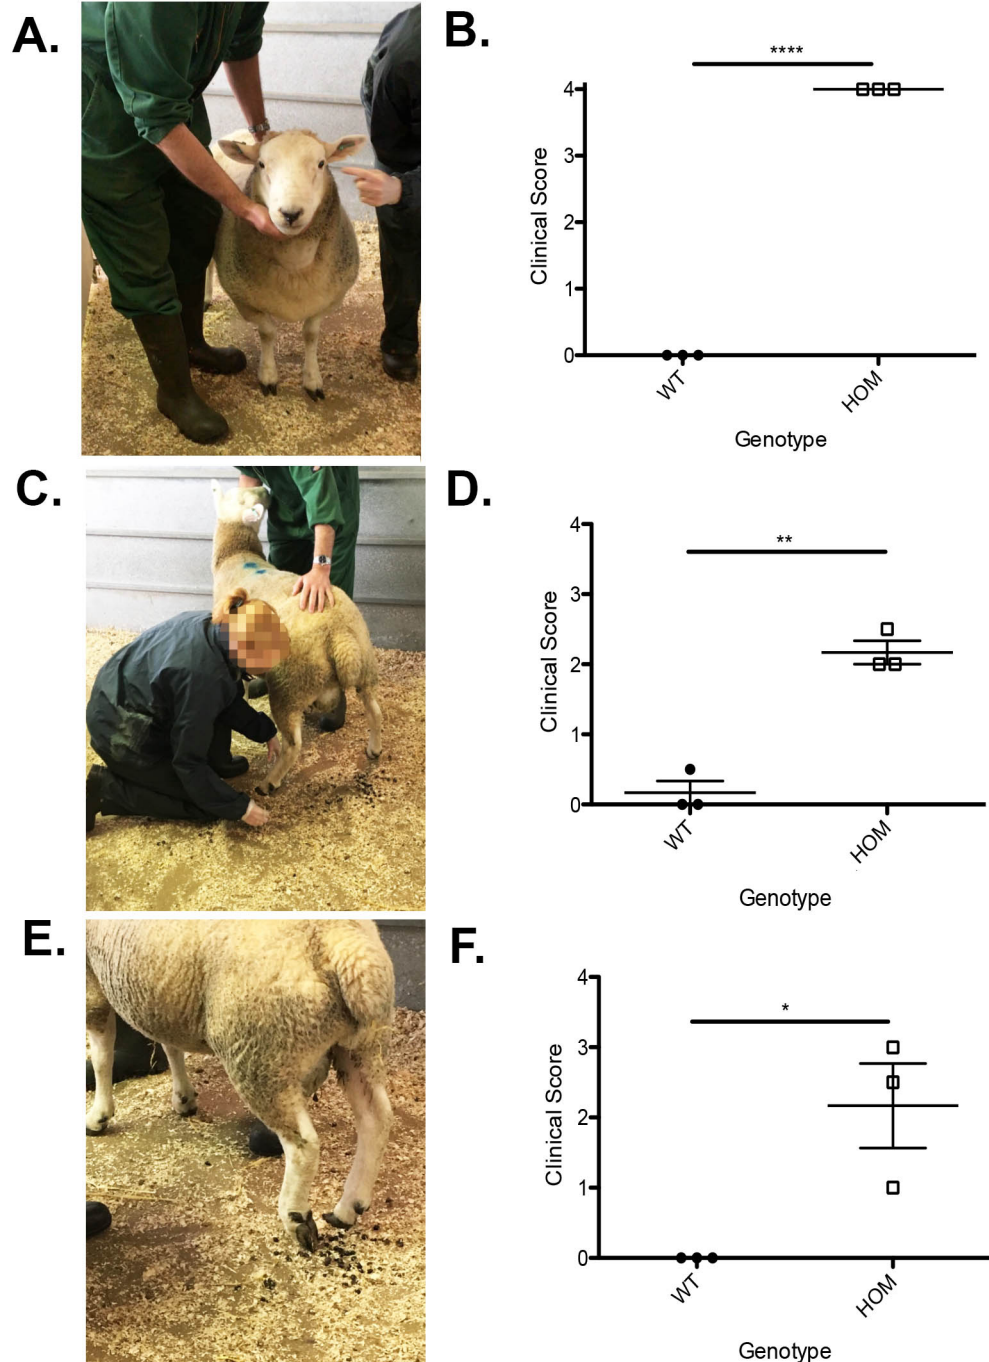 A.
B.
****
4
3
2
1
0
Clinical Score
WT
HOM
Genotype
C.
D.
**
4
3
2
1
0
Clinical Score
WT
HOM
Genotype
E.
F.
*
4
3
2
1
0
Clinical Score
WT
HOM
Genotype